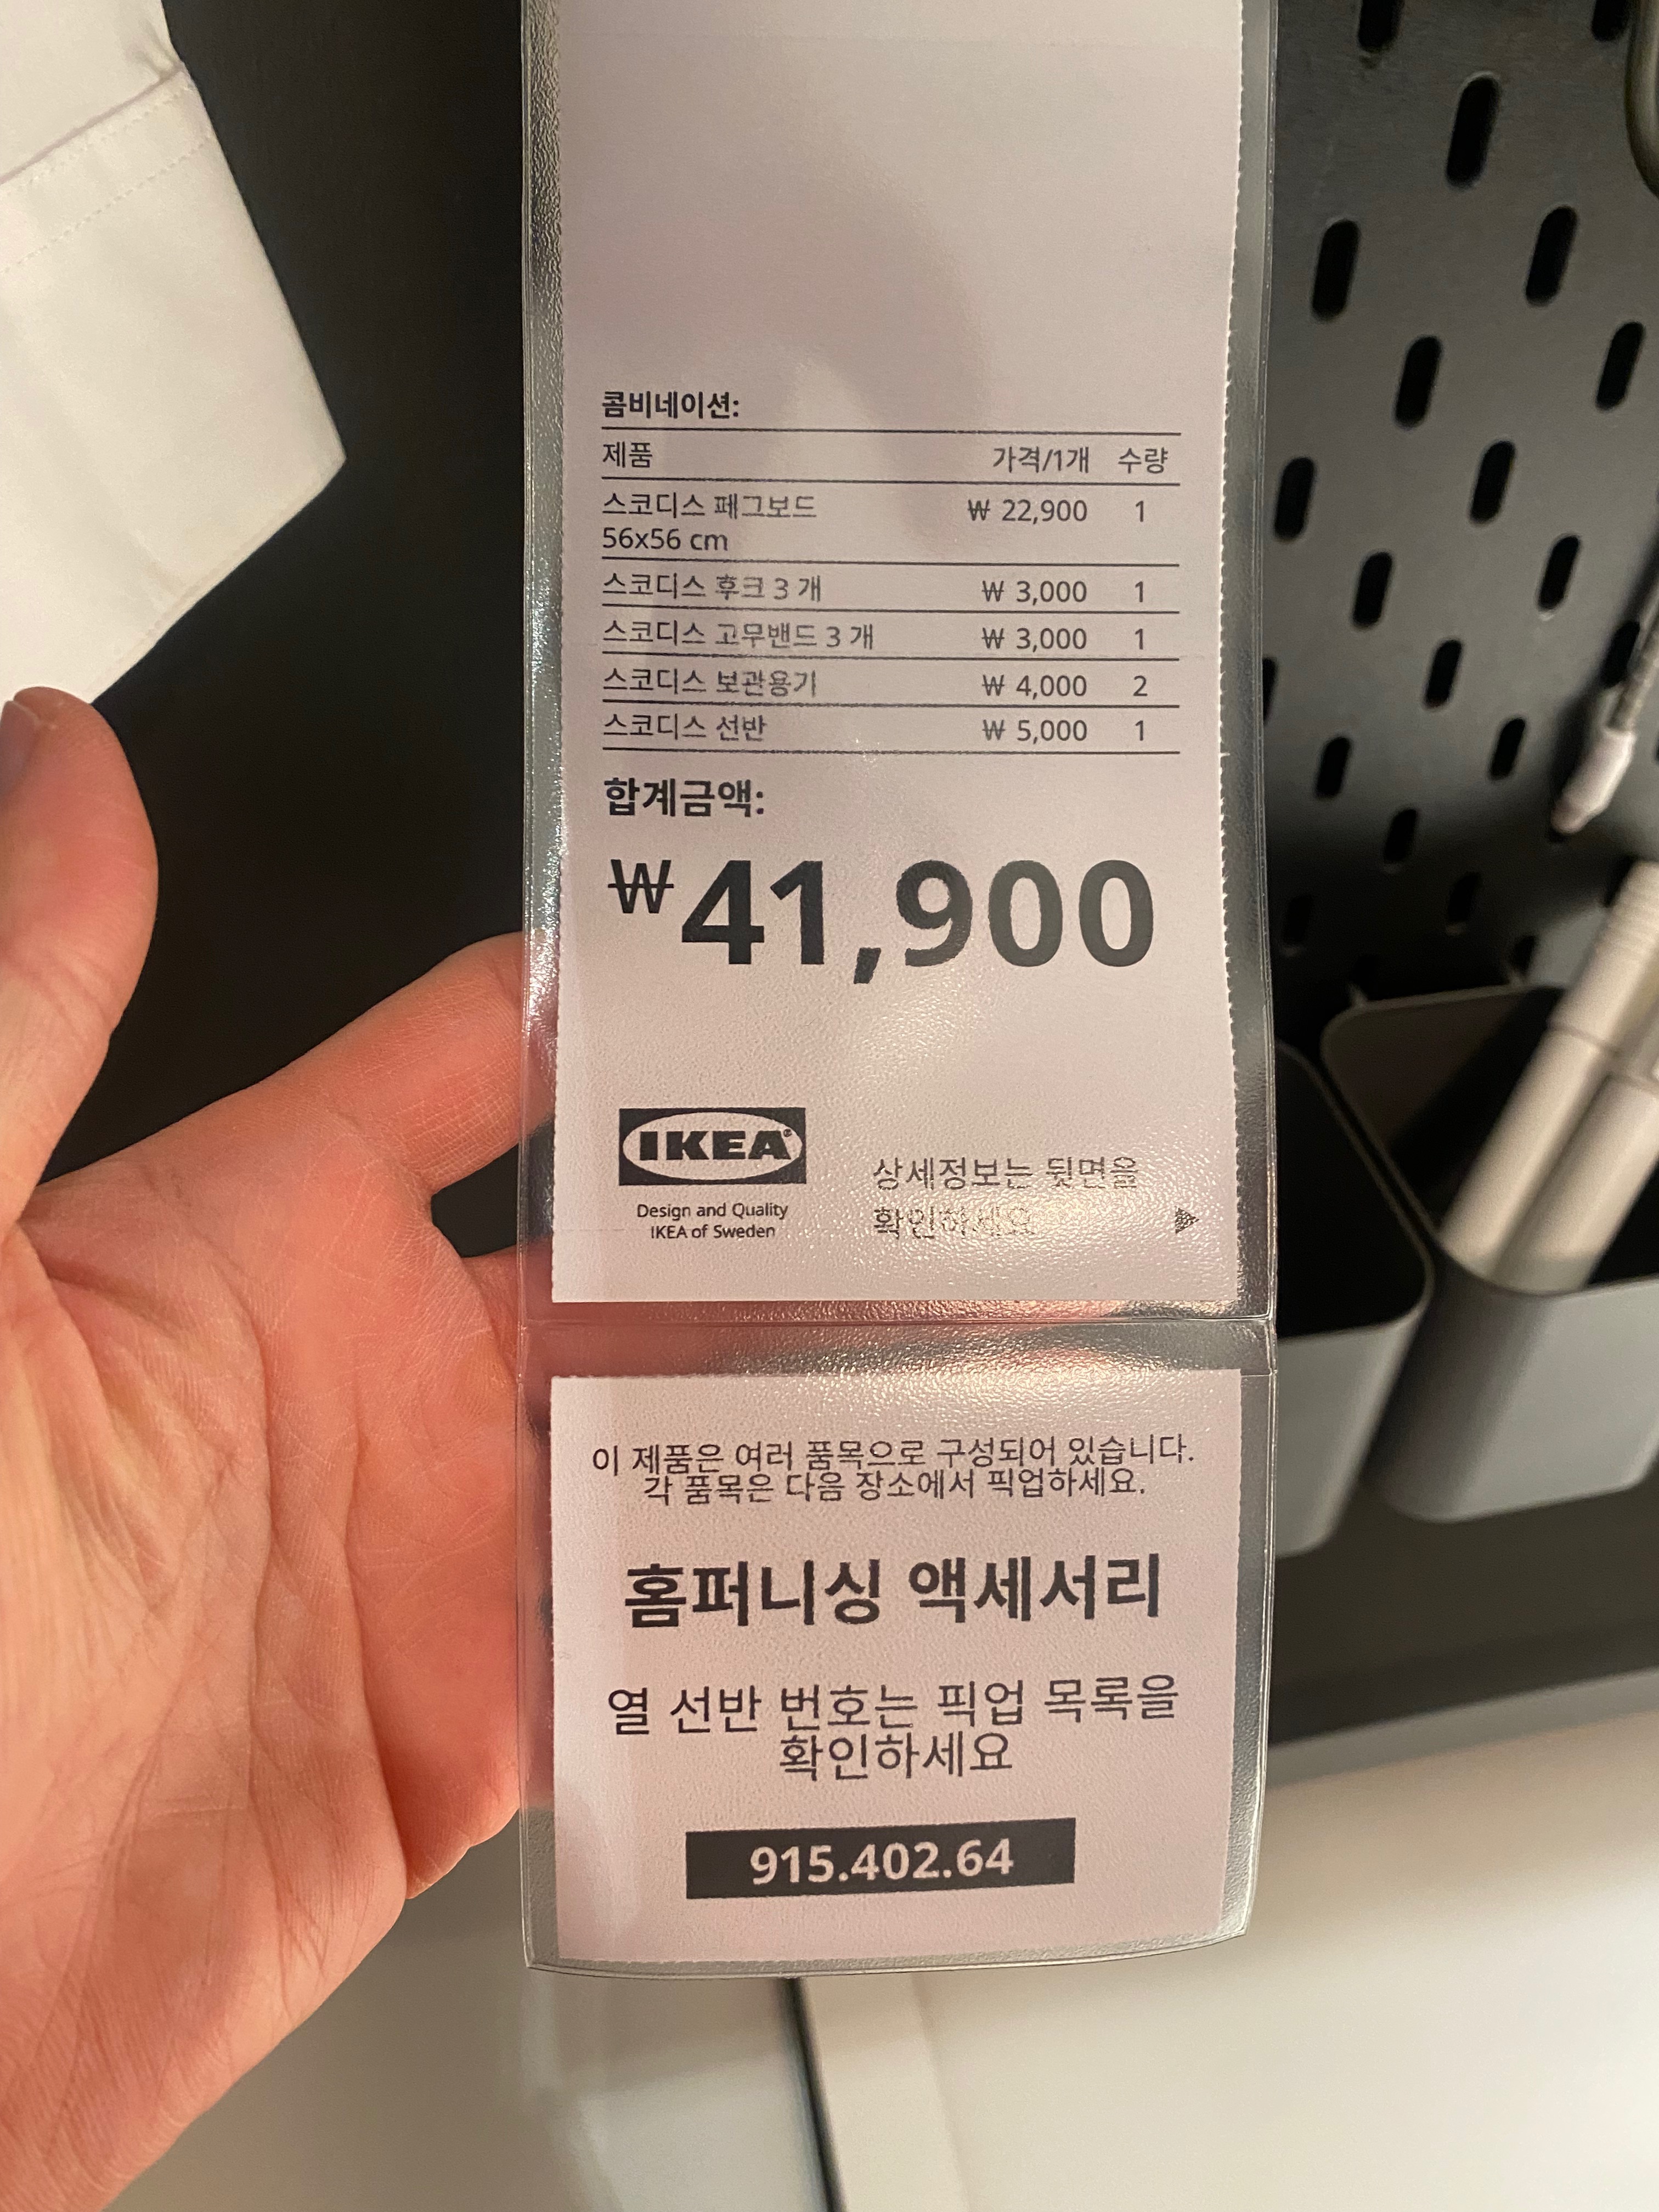 콤비네이션:
제품 가격/1개 수량
스코디스 페그보드 ₩ 22,900 1
56x56 cm
스코디스 후크 3 개 ₩ 3,000 1
스코디스 고무밴드 3 개 ₩ 3,000 1
스코디스 보관용기 ₩ 4,000 2
스코디스 선반 ₩ 5,000 1
합계금액:
₩41,900
IKEA®
Design and Quality
IKEA of Sweden
상세정보는 뒷면을
확인하세요
이 제품은 여러 품목으로 구성되어 있습니다.
각 품목은 다음 장소에서 픽업하세요.
홈퍼니싱 액세서리
열 선반 번호는 픽업 목록을
확인하세요
915.402.64